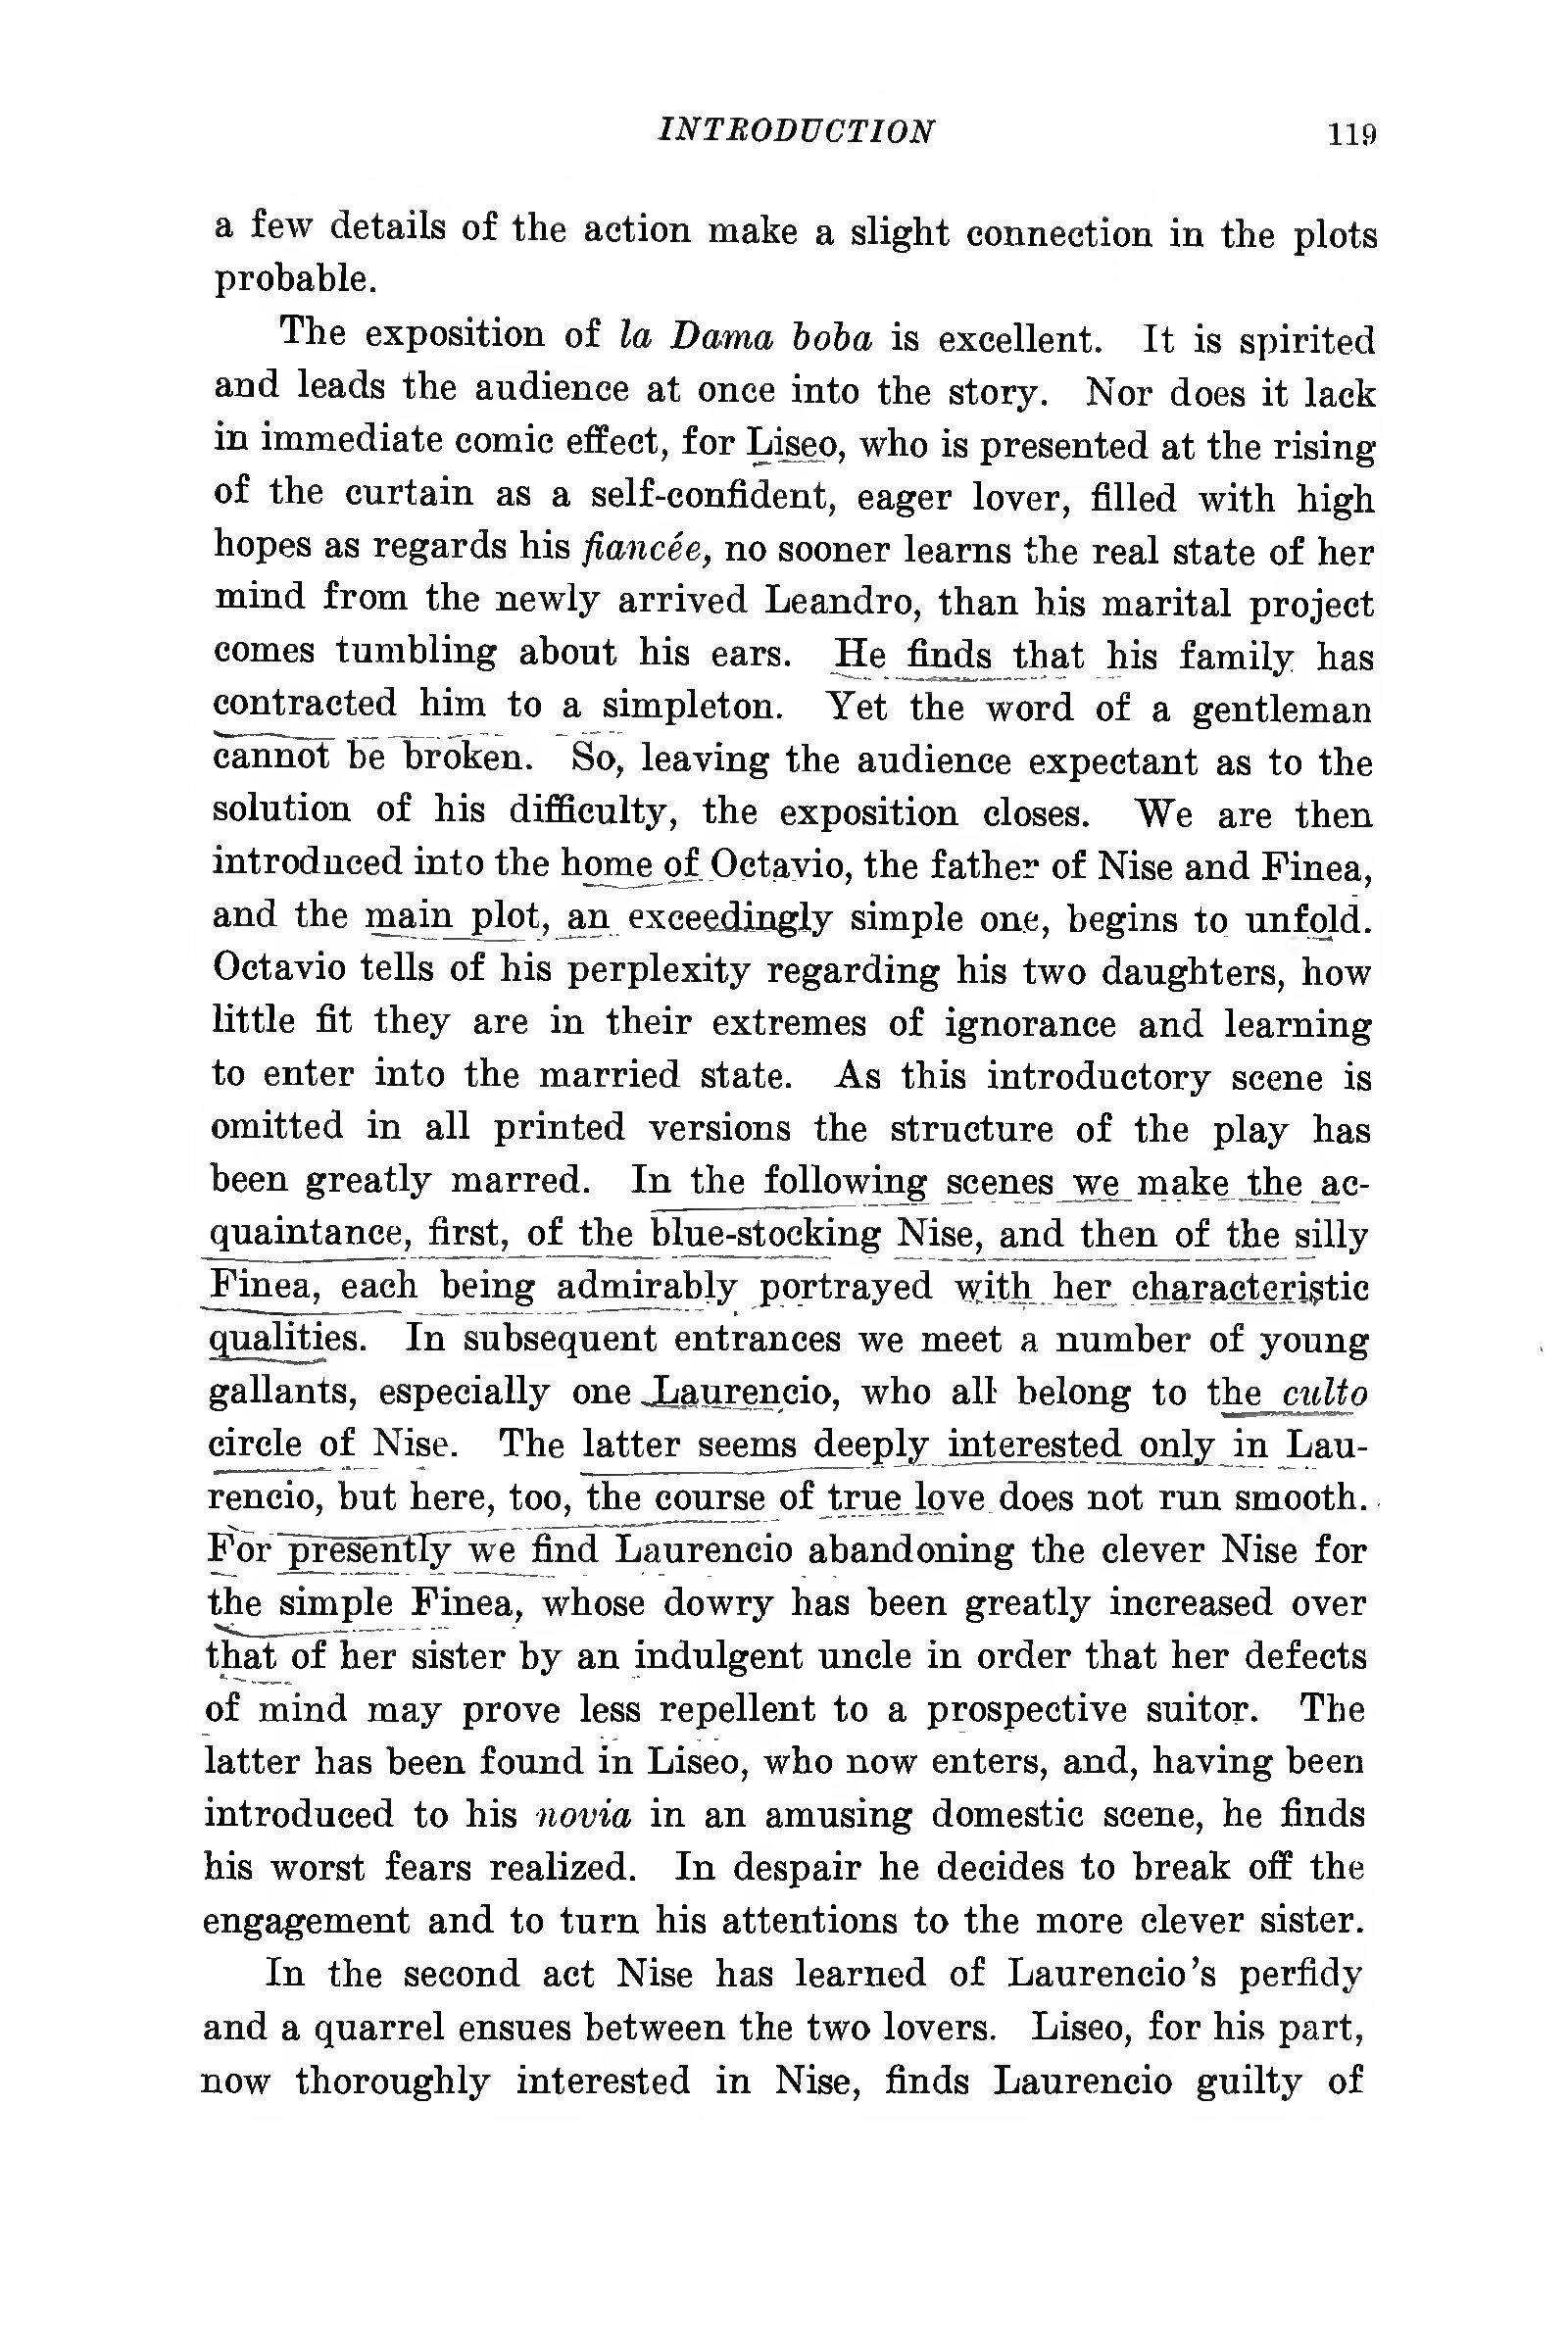 INTRODUCTION 119
a few details of the action make a slight connection in the plots
probable.
The exposition of la Dama boba is excellent. It is spirited
and leads the audience at once into the story. Nor does it lack
in immediate comic effect, for Liseo, who is presented at the rising
of the curtain as a self-confident, eager lover, filled with high
hopes as regards his fiancée, no sooner learns the real state of her
mind from the newly arrived Leandro, than his marital project
comes tumbling about his ears. He finds that his family has
contracted him to a simpleton. Yet the word of a gentleman
cannot be broken. So, leaving the audience expectant as to the
solution of his difficulty, the exposition closes. We are then
introduced into the home of Octavio, the father of Nise and Finea,
and the main plot, an exceedingly simple one, begins to unfold.
Octavio tells of his perplexity regarding his two daughters, how
little fit they are in their extremes of ignorance and learning
to enter into the married state. As this introductory scene is
omitted in all printed versions the structure of the play has
been greatly marred. In the following scenes we make the ac-
quaintance, first, of the blue-stocking Nise, and then of the silly
Finea, each being admirably portrayed with her characteristic
qualities. In subsequent entrances we meet a number of young
gallants, especially one Laurencio, who all belong to the culto
circle of Nise. The latter seems deeply interested only in Lau-
rencio, but here, too, the course of true love does not run smooth.
For presently we find Laurencio abandoning the clever Nise for
the simple Finea, whose dowry has been greatly increased over
that of her sister by an indulgent uncle in order that her defects
of mind may prove less repellent to a prospective suitor. The
latter has been found in Liseo, who now enters, and, having been
introduced to his novia in an amusing domestic scene, he finds
his worst fears realized. In despair he decides to break off the
engagement and to turn his attentions to the more clever sister.
In the second act Nise has learned of Laurencio's perfidy
and a quarrel ensues between the two lovers. Liseo, for his part,
now thoroughly interested in Nise, finds Laurencio guilty of